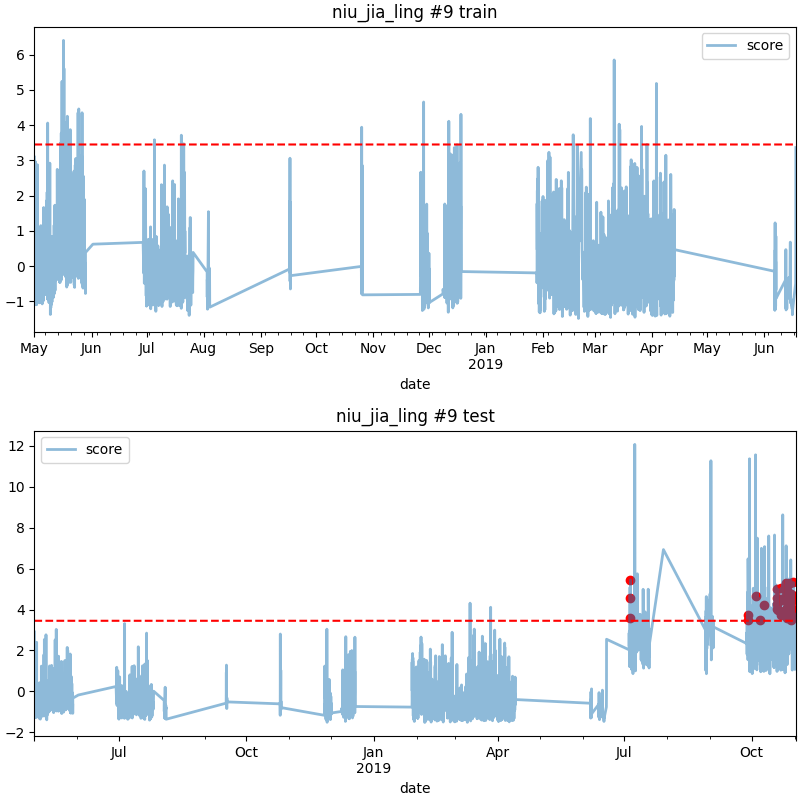 niu_jia_ling #9 train
score
6
5
4
3
2
1
0
−1
May Jun Jul Aug Sep Oct Nov Dec Jan Feb Mar Apr May Jun
2019
date
niu_jia_ling #9 test
score
12
10
8
6
4
2
0
−2
Jul Oct Jan Apr Jul Oct
2019
date